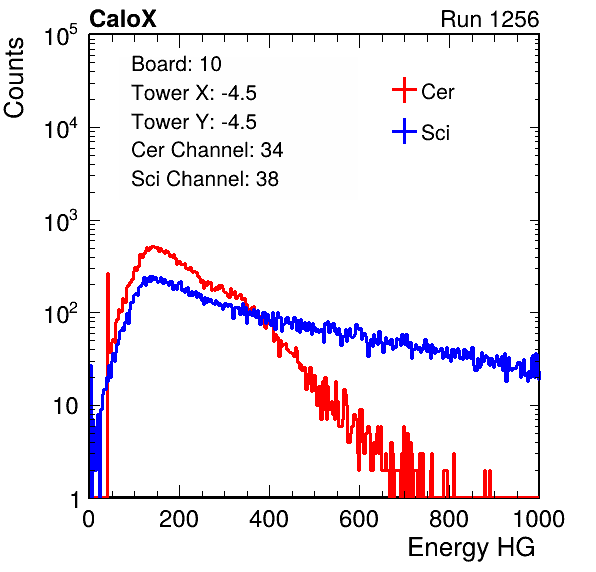 CaloX Run 1256
Counts
10^5
10^4
10^3
10^2
10
1
Board: 10
Tower X: -4.5
Tower Y: -4.5
Cer Channel: 34
Sci Channel: 38
Cer
Sci
0 200 400 600 800 1000
Energy HG